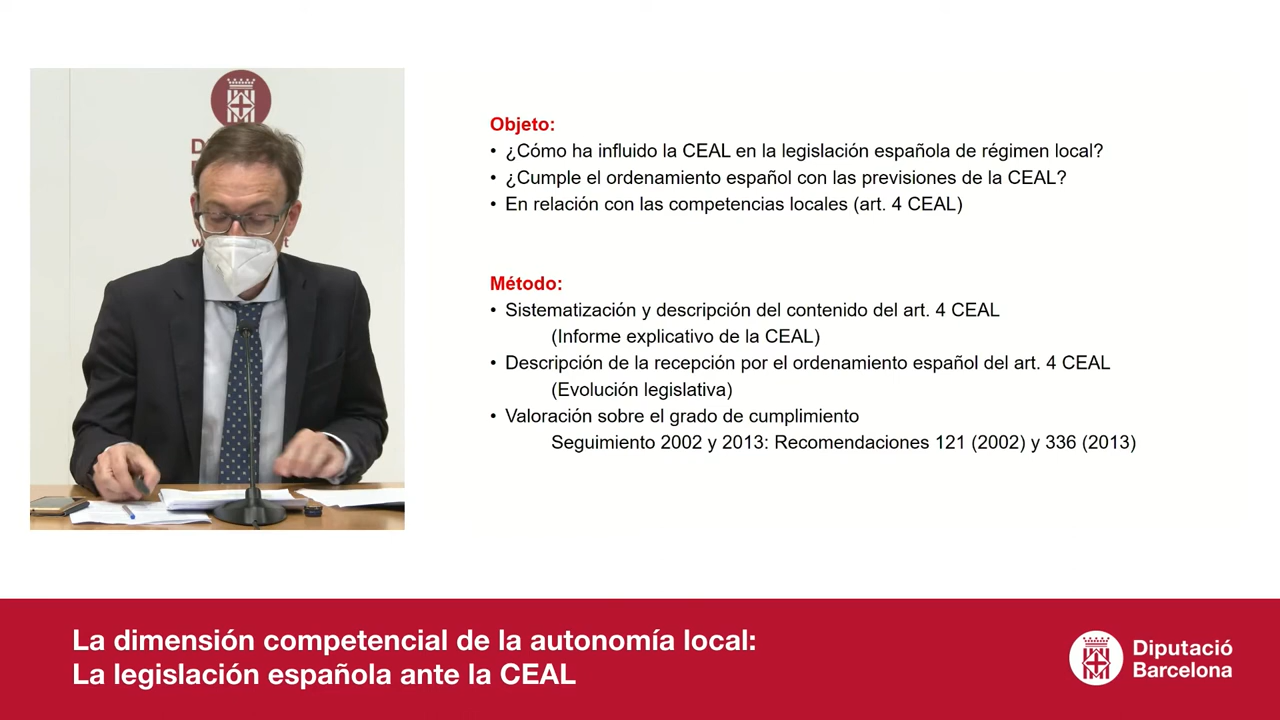 Objeto:
• ¿Cómo ha influido la CEAL en la legislación española de régimen local?
• ¿Cumple el ordenamiento español con las previsiones de la CEAL?
• En relación con las competencias locales (art. 4 CEAL)
Método:
• Sistematización y descripción del contenido del art. 4 CEAL
(Informe explicativo de la CEAL)
• Descripción de la recepción por el ordenamiento español del art. 4 CEAL
(Evolución legislativa)
• Valoración sobre el grado de cumplimiento
Seguimiento 2002 y 2013: Recomendaciones 121 (2002) y 336 (2013)
La dimensión competencial de la autonomía local:
La legislación española ante la CEAL
Diputació
Barcelona